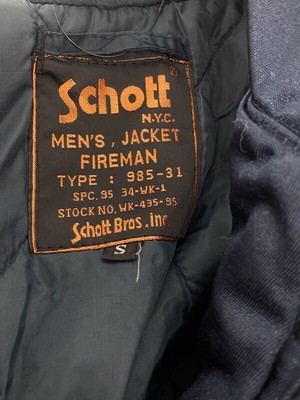 Schott
N.Y.C.
MEN'S, JACKET
FIREMAN
TYPE : 985-31
SPC. 95 34-WK-1
STOCK NO. WK-435-95
Schott Bros. inc
S